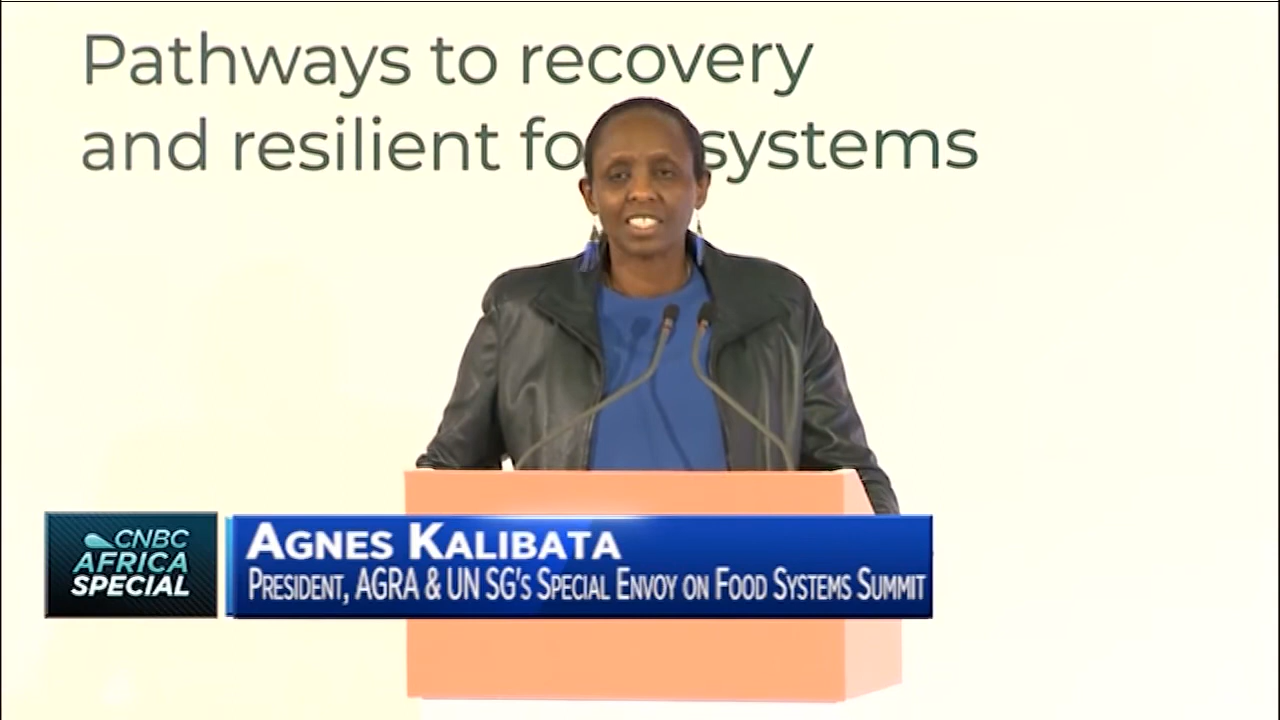 Pathways to recovery
and resilient fo systems
CNBC
AFRICA
SPECIAL
AGNES KALIBATA
PRESIDENT, AGRA & UN SG'S SPECIAL ENVOY ON FOOD SYSTEMS SUMMIT